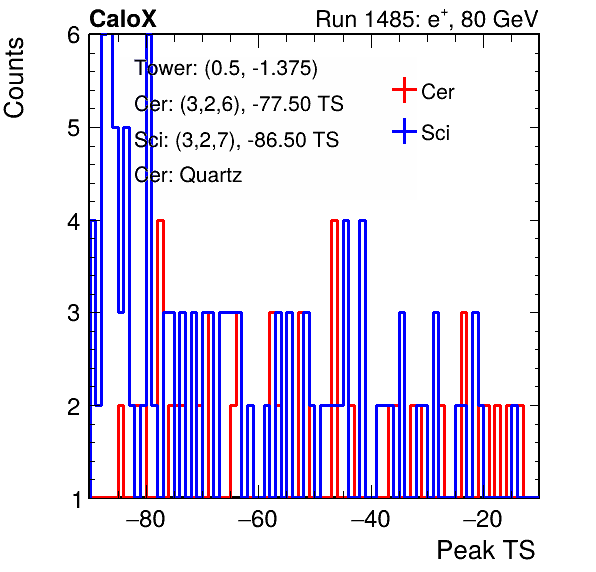 CaloX
Run 1485: e+, 80 GeV
Counts
6
5
4
3
2
1
Tower: (0.5, -1.375)
Cer: (3,2,6), -77.50 TS
Sci: (3,2,7), -86.50 TS
Cer: Quartz
Cer
Sci
−80
−60
−40
−20
Peak TS